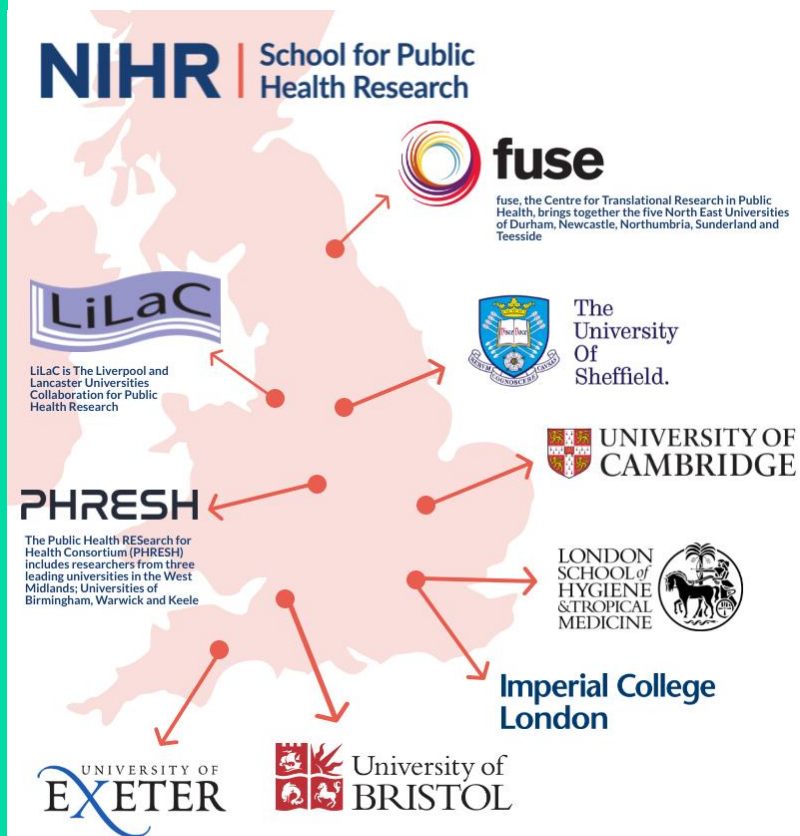 NIHR | School for Public
Health Research
fuse
fuse, the Centre for Translational Research in Public
Health, brings together the five North East Universities
of Durham, Newcastle, Northumbria, Sunderland and
Teesside
LiLaC
LiLaC is The Liverpool and
Lancaster Universities
Collaboration for Public
Health Research
The
University
Of
Sheffield.
UNIVERSITY OF
CAMBRIDGE
PHRESH
The Public Health RESearch for
Health Consortium (PHRESH)
includes researchers from three
leading universities in the West
Midlands; Universities of
Birmingham, Warwick and Keele
LONDON
SCHOOL of
HYGIENE
&TROPICAL
MEDICINE
Imperial College
London
UNIVERSITY OF
EXETER
University of
BRISTOL